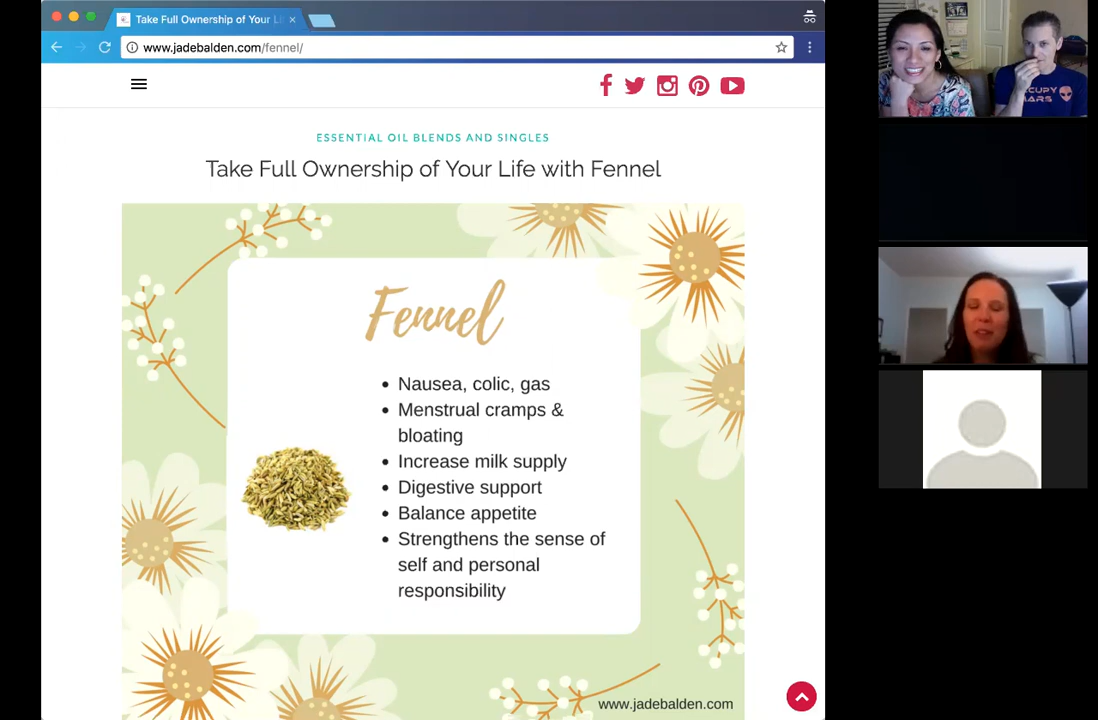 Take Full Ownership of Your Li
www.jadebalden.com/fennel/
ESSENTIAL OIL BLENDS AND SINGLES
Take Full Ownership of Your Life with Fennel
Fennel
• Nausea, colic, gas
• Menstrual cramps &
bloating
• Increase milk supply
• Digestive support
• Balance appetite
• Strengthens the sense of
self and personal
responsibility
www.jadebalden.com
OCCUPY
MARS